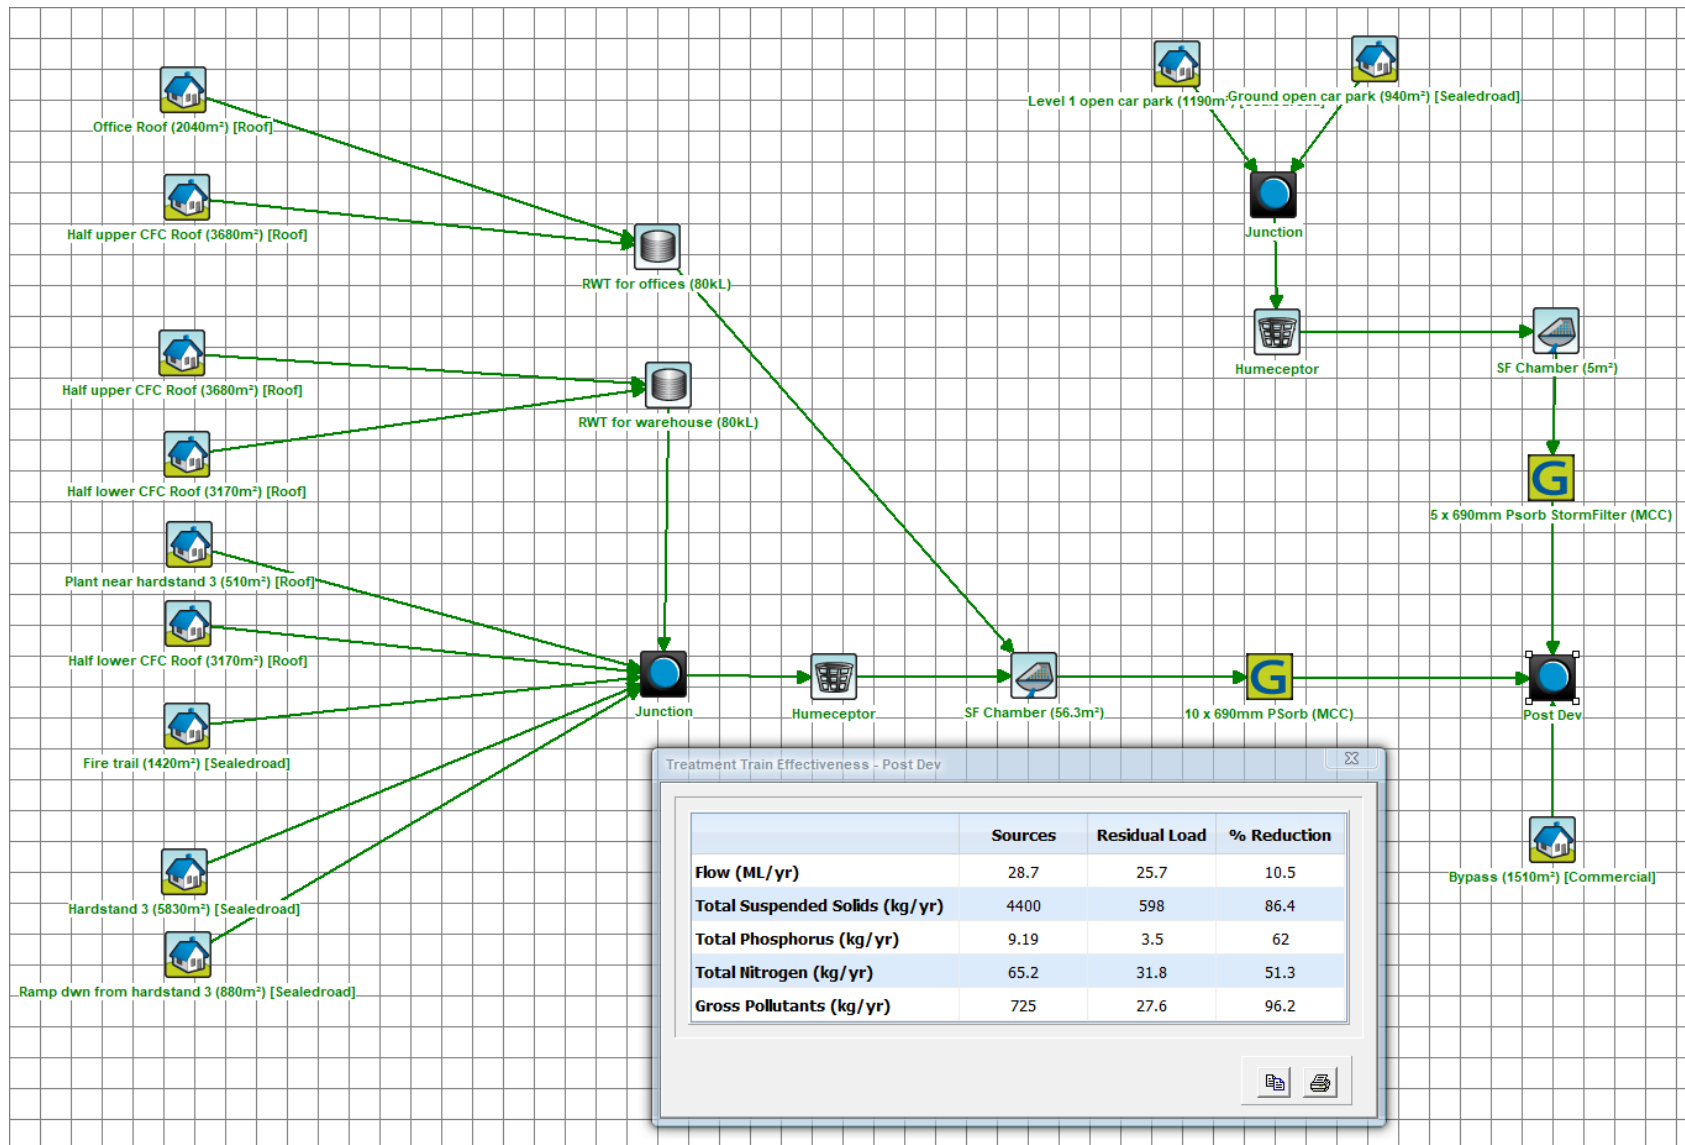 Level 1 open car park (1190m²
Ground open car park (940m²) [Sealedroad]
Office Roof (2040m²) [Roof]
Half upper CFC Roof (3680m²) [Roof]
Junction
RWT for offices (80kL)
Humeceptor
SF Chamber (5m²)
Half upper CFC Roof (3680m²) [Roof]
RWT for warehouse (80kL)
Half lower CFC Roof (3170m²) [Roof]
G
5 x 690mm Psorb StormFilter (MCC)
Plant near hardstand 3 (510m²) [Roof]
Half lower CFC Roof (3170m²) [Roof]
G
Junction
Humeceptor
SF Chamber (56.3m²)
10 x 690mm PSorb (MCC)
Post Dev
Fire trail (1420m²) [Sealedroad]
Hardstand 3 (5830m²) [Sealedroad]
Ramp dwn from hardstand 3 (880m²) [Sealedroad]
Bypass (1510m²) [Commercial]
Treatment Train Effectiveness - Post Dev
Sources Residual Load % Reduction
Flow (ML/yr) 28.7 25.7 10.5
Total Suspended Solids (kg/yr) 4400 598 86.4
Total Phosphorus (kg/yr) 9.19 3.5 62
Total Nitrogen (kg/yr) 65.2 31.8 51.3
Gross Pollutants (kg/yr) 725 27.6 96.2